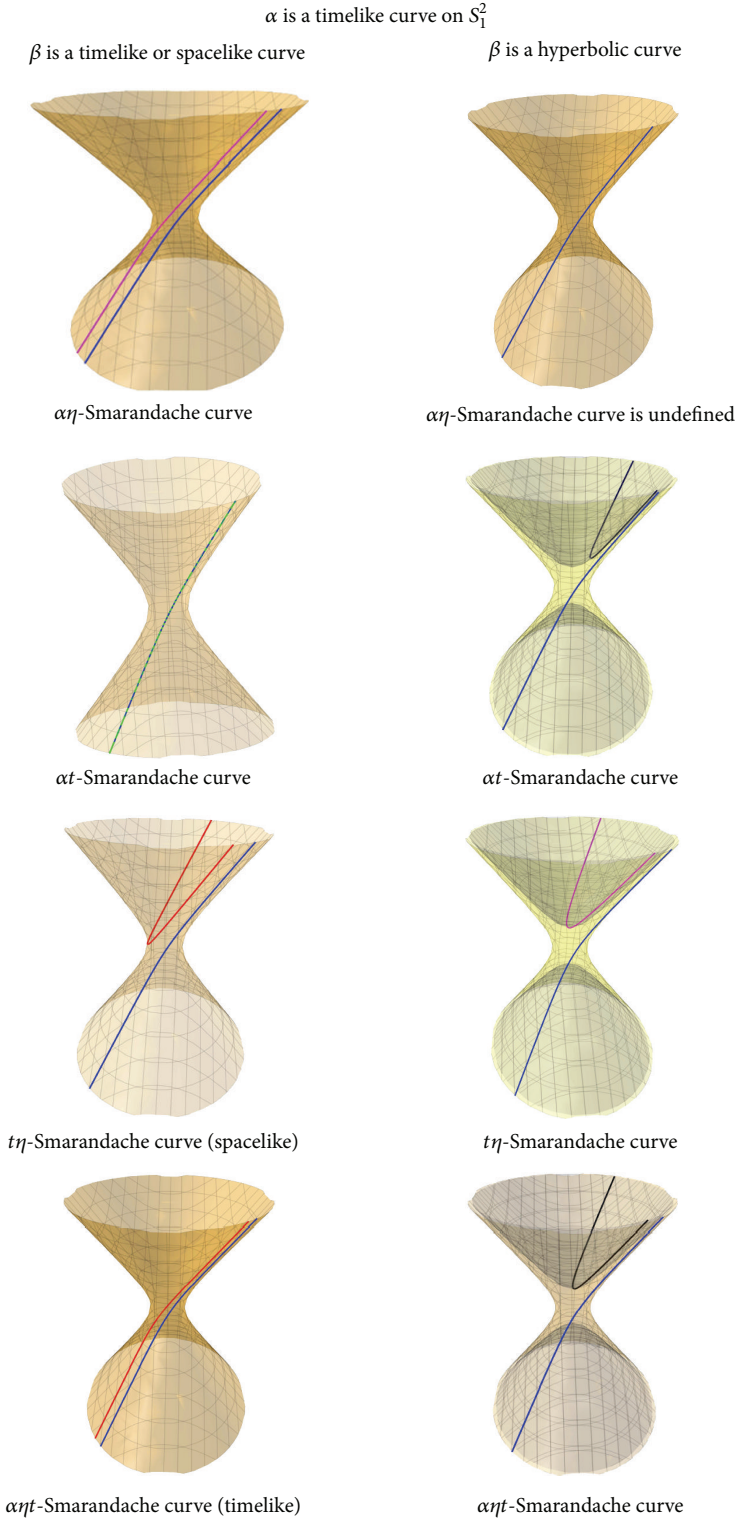 α is a timelike curve on S₁²
β is a timelike or spacelike curve
β is a hyperbolic curve
αη-Smarandache curve
αη-Smarandache curve is undefined
αt-Smarandache curve
αt-Smarandache curve
tη-Smarandache curve (spacelike)
tη-Smarandache curve
αηt-Smarandache curve (timelike)
αηt-Smarandache curve